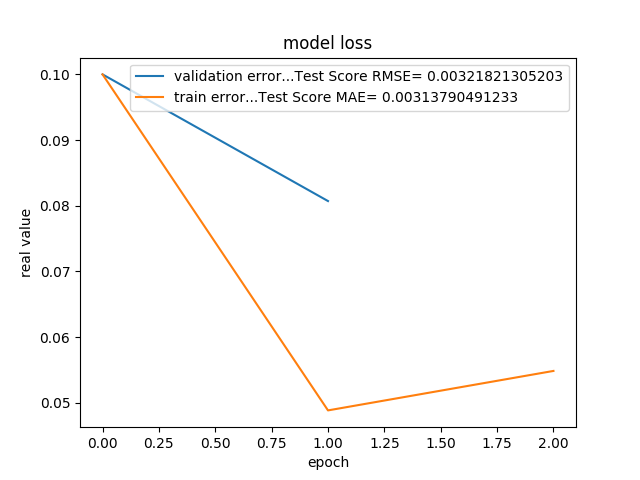 model loss
validation error...Test Score RMSE= 0.00321821305203
train error...Test Score MAE= 0.00313790491233
real value
0.10
0.09
0.08
0.07
0.06
0.05
0.00 0.25 0.50 0.75 1.00 1.25 1.50 1.75 2.00
epoch